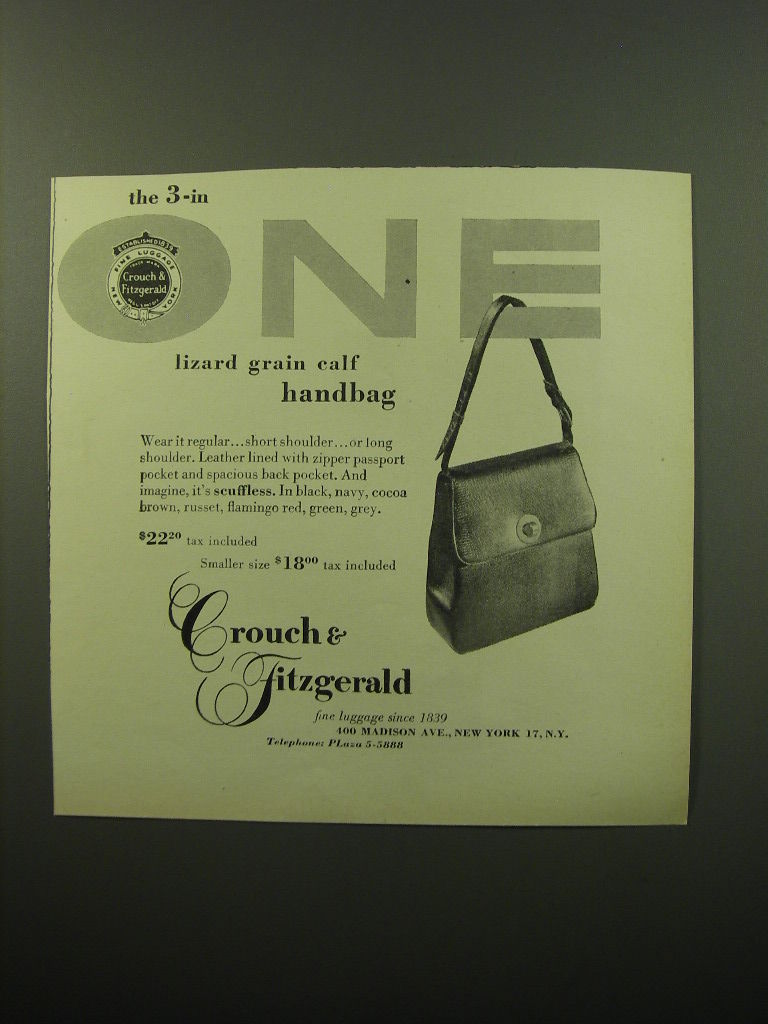 the 3-in
ONE
ESTABLISHED 1839
FINE LUGGAGE
TRADE MARK
Crouch &
Fitzgerald
NEW YORK
lizard grain calf
handbag
Wear it regular...short shoulder...or long
shoulder. Leather lined with zipper passport
pocket and spacious back pocket. And
imagine, it's scuffless. In black, navy, cocoa
brown, russet, flamingo red, green, grey.
$22²⁰ tax included
Smaller size $18⁰⁰ tax included
Crouch &
Fitzgerald
fine luggage since 1839
400 MADISON AVE., NEW YORK 17, N.Y.
Telephone: PLaza 5-5888